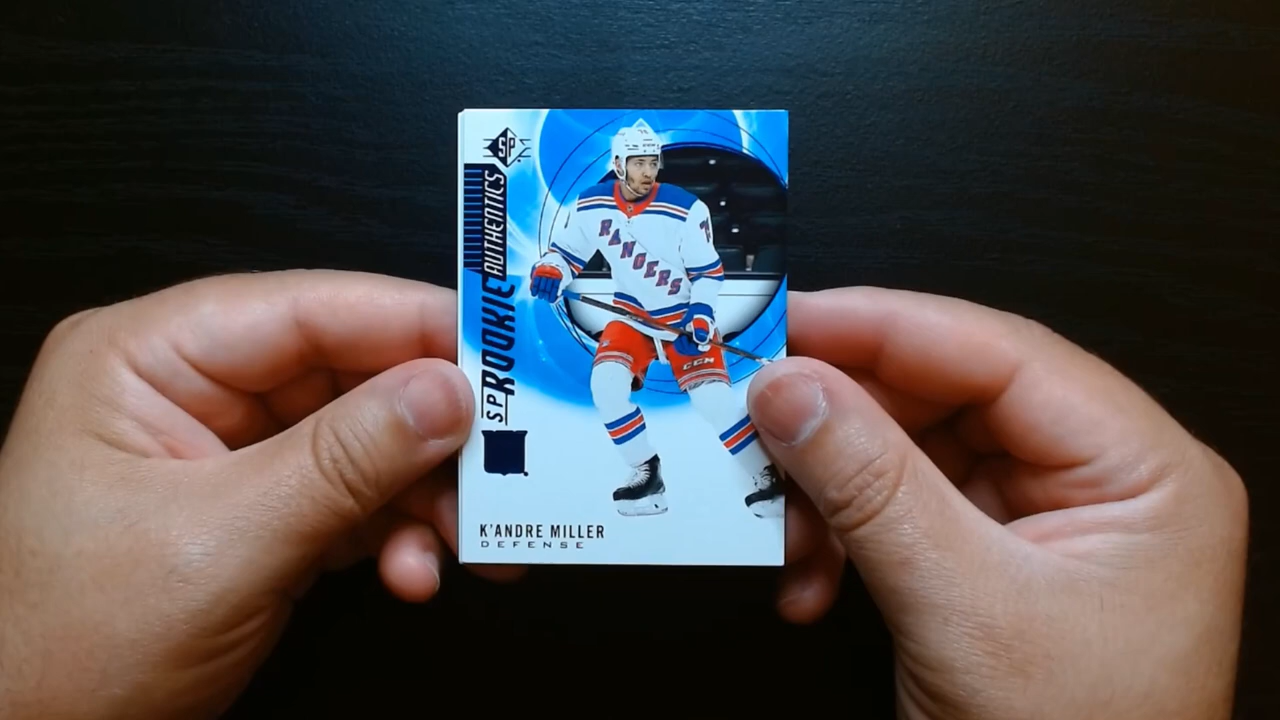 SP
SP ROOKIE AUTHENTICS
RANGERS
CCM
K'ANDRE MILLER
DEFENSE